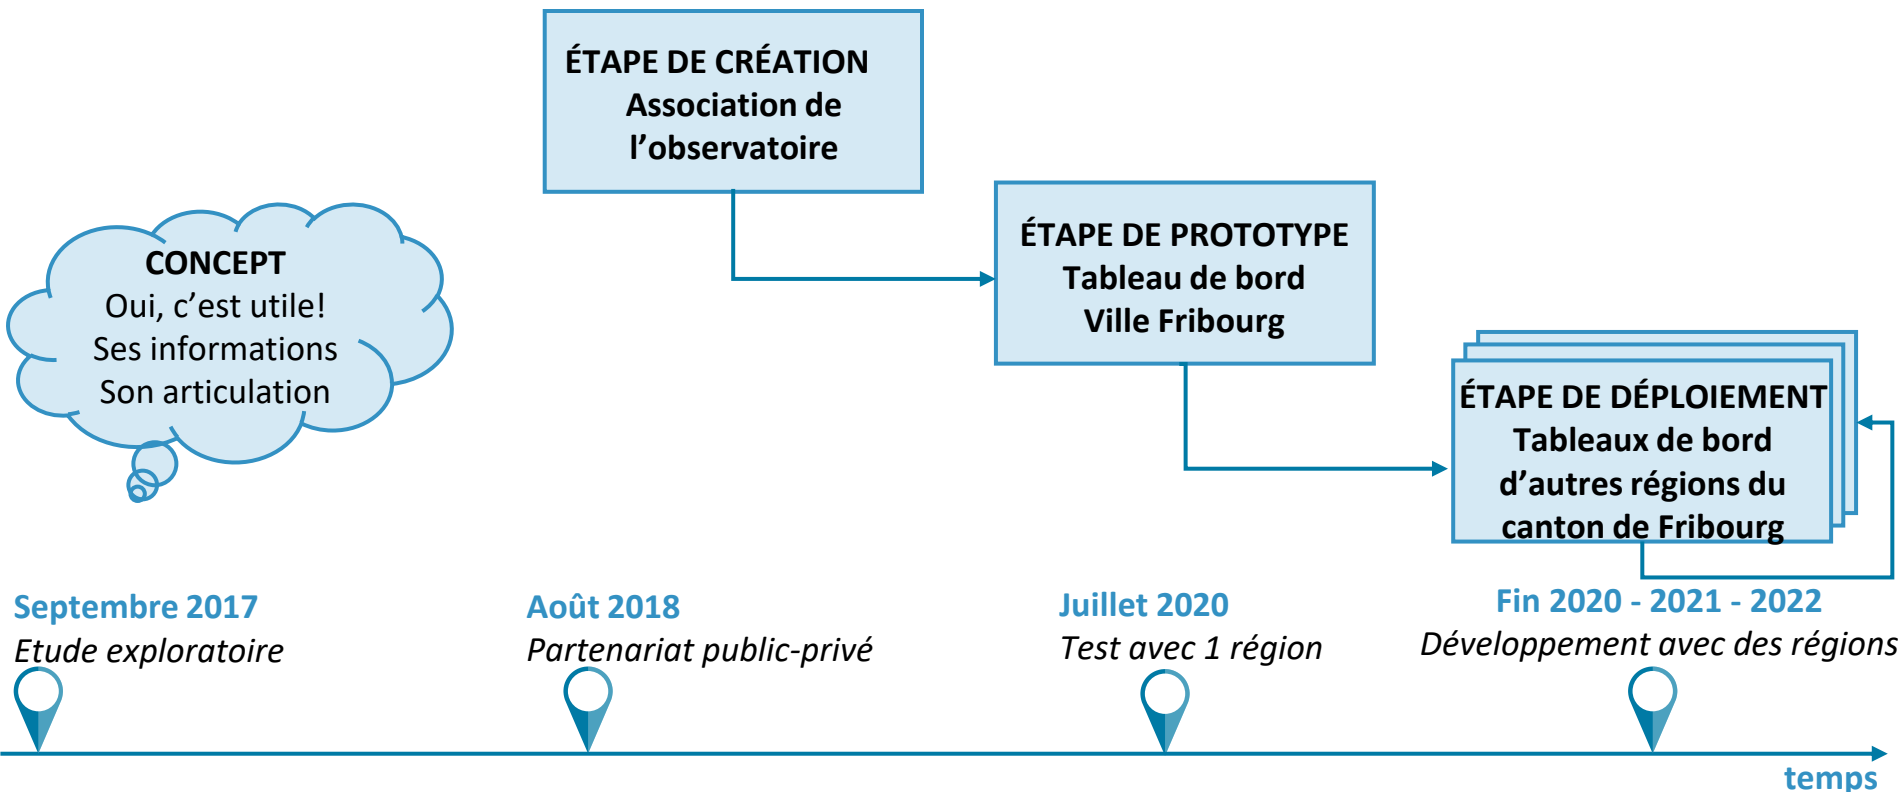 ÉTAPE DE CRÉATION
Association de
l’observatoire
CONCEPT
Oui, c’est utile!
Ses informations
Son articulation
ÉTAPE DE PROTOTYPE
Tableau de bord
Ville Fribourg
ÉTAPE DE DÉPLOIEMENT
Tableaux de bord
d’autres régions du
canton de Fribourg
Septembre 2017
Etude exploratoire
Août 2018
Partenariat public-privé
Juillet 2020
Test avec 1 région
Fin 2020 - 2021 - 2022
Développement avec des régions
temps